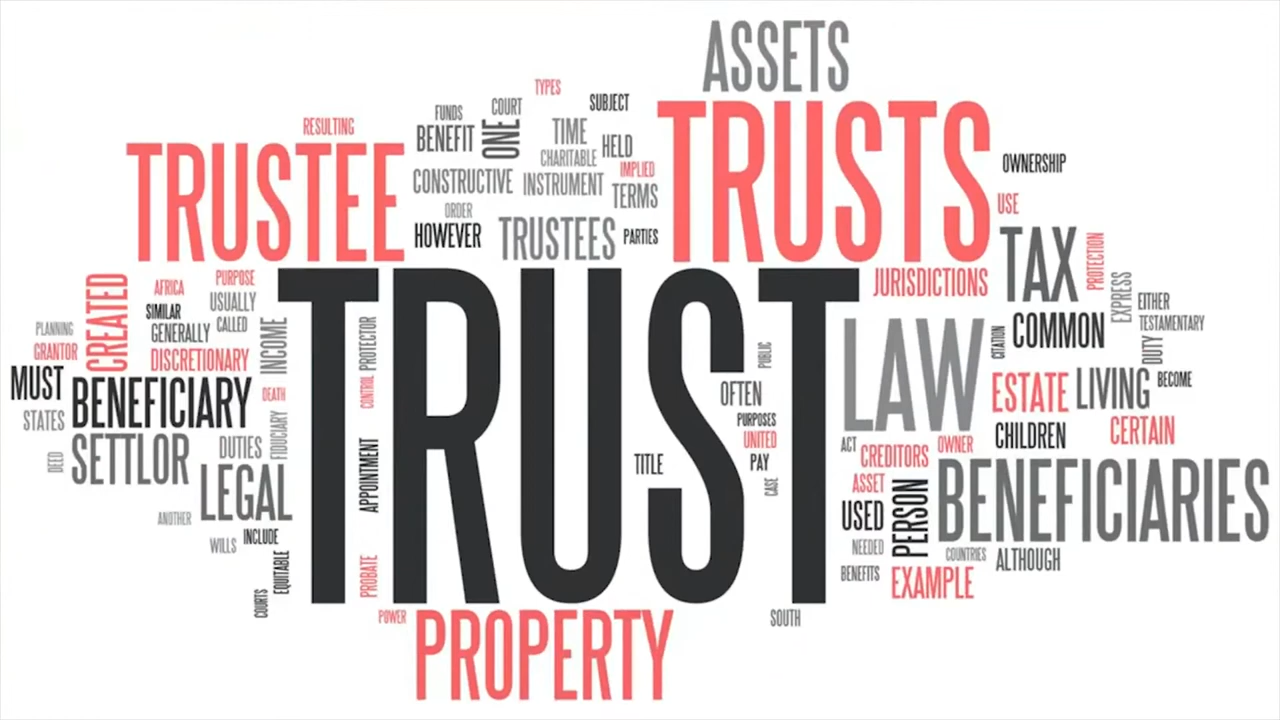 ASSETS
TYPES
SUBJECT
COURT
FUNDS
RESULTING
TRUSTEE
BENEFIT
ONE
TIME
HELD
CHARITABLE
IMPLIED
CONSTRUCTIVE
INSTRUMENT
TERMS
ORDER
HOWEVER
TRUSTEES
PARTIES
TRUSTS
OWNERSHIP
USE
TAX
PROTECTION
JURISDICTIONS
EXPRESS
EITHER
TESTAMENTARY
DUTY
COMMON
CITATION
LAW
PURPOSE
AFRICA
USUALLY
SIMILAR
CALLED
GENERALLY
CREATED
PLANNING
GRANTOR
DISCRETIONARY
INCOME
MUST
BENEFICIARY
DEATH
STATES
SETTLOR
DUTIES
FIDUCIARY
DEED
LEGAL
ANOTHER
WILLS
INCLUDE
EQUITABLE
COURTS
TRUST
PROTECTOR
CONTROL
APPOINTMENT
PROBATE
POWER
PUBLIC
OFTEN
PURPOSES
UNITED
TITLE
PAY
CASE
ESTATE
LIVING
BECOME
CHILDREN
CERTAIN
ACT
CREDITORS
OWNER
ASSET
PERSON
BENEFICIARIES
USED
NEEDED
COUNTRIES
ALTHOUGH
BENEFITS
EXAMPLE
SOUTH
PROPERTY